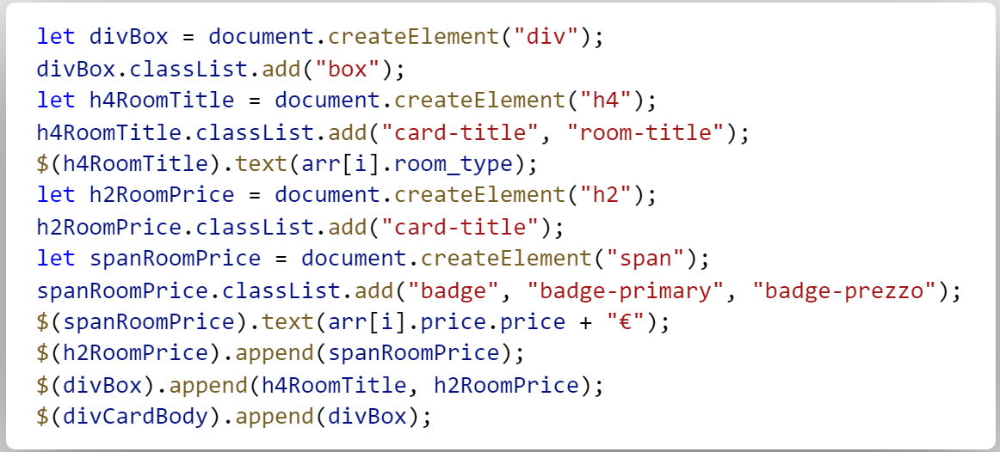 let divBox = document.createElement("div");
divBox.classList.add("box");
let h4RoomTitle = document.createElement("h4");
h4RoomTitle.classList.add("card-title", "room-title");
$(h4RoomTitle).text(arr[i].room_type);
let h2RoomPrice = document.createElement("h2");
h2RoomPrice.classList.add("card-title");
let spanRoomPrice = document.createElement("span");
spanRoomPrice.classList.add("badge", "badge-primary", "badge-prezzo");
$(spanRoomPrice).text(arr[i].price.price + "€");
$(h2RoomPrice).append(spanRoomPrice);
$(divBox).append(h4RoomTitle, h2RoomPrice);
$(divCardBody).append(divBox);